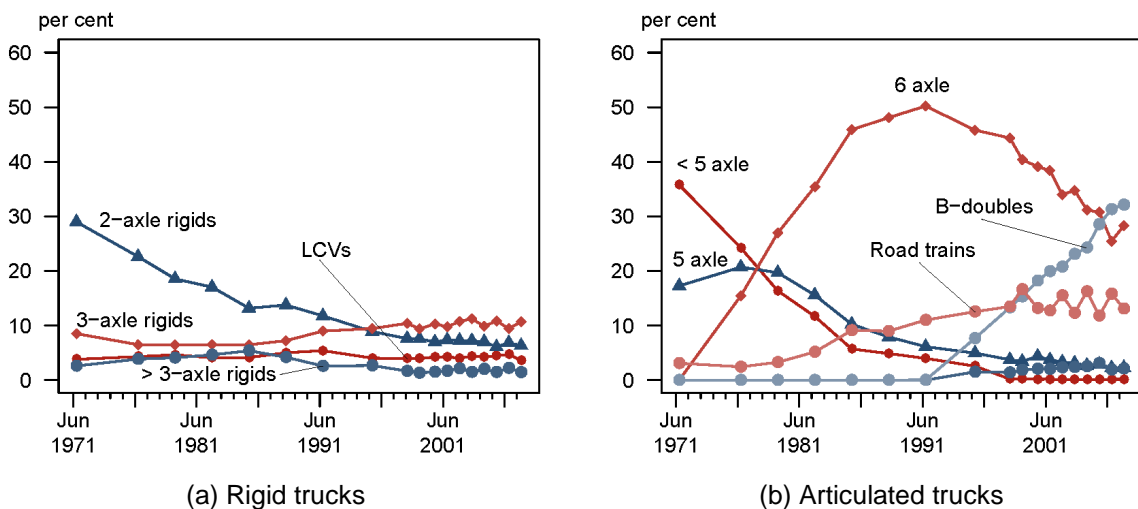 per cent
60
50
40
30
20
10
0
2−axle rigids
LCVs
3−axle rigids
> 3−axle rigids
Jun Jun Jun Jun
1971 1981 1991 2001
(a) Rigid trucks
per cent
60
50
40
30
20
10
0
6 axle
< 5 axle
B−doubles
Road trains
5 axle
Jun Jun Jun Jun
1971 1981 1991 2001
(b) Articulated trucks